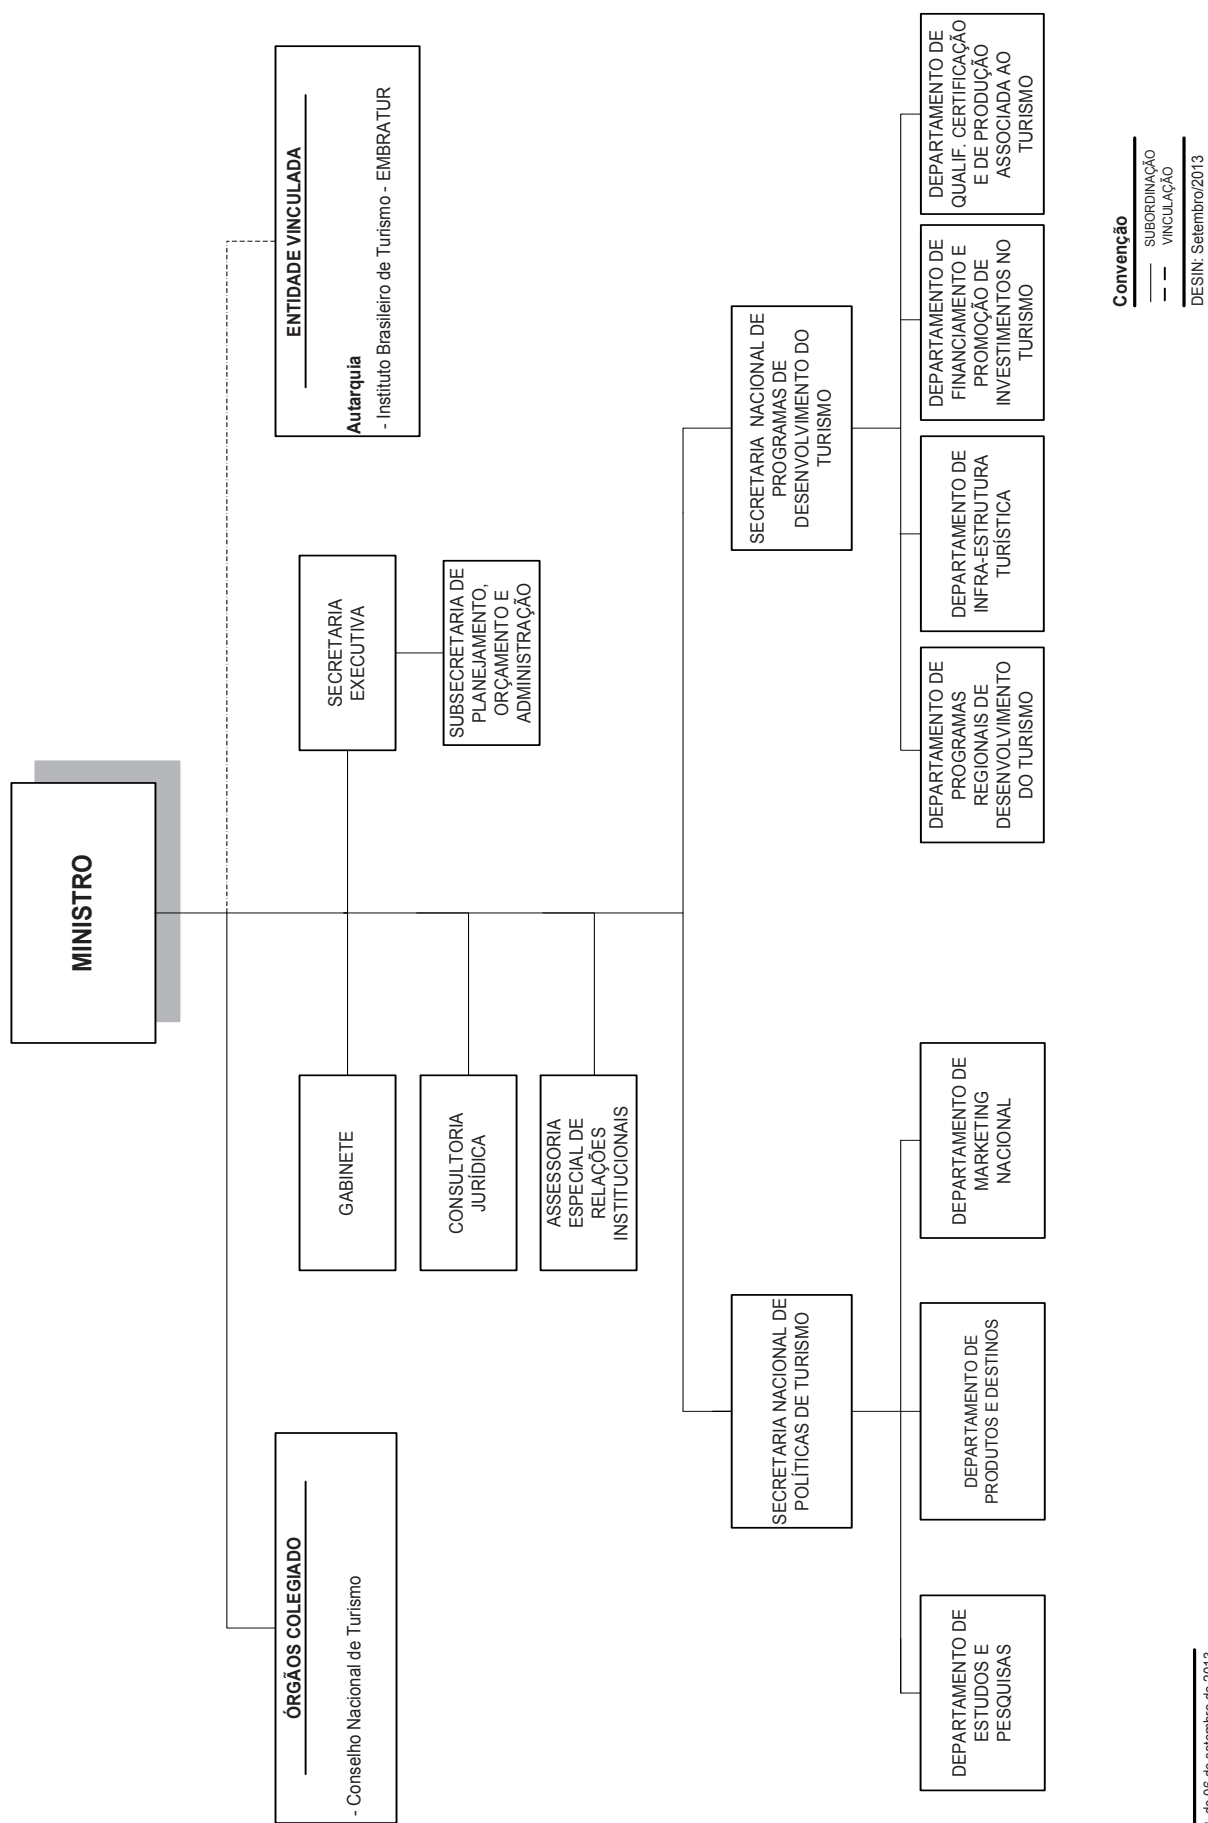 MINISTRO
ÓRGÃOS COLEGIADO
- Conselho Nacional de Turismo
ENTIDADE VINCULADA
Autarquia
- Instituto Brasileiro de Turismo - EMBRATUR
GABINETE
SECRETARIA
EXECUTIVA
CONSULTORIA
JURÍDICA
SUBSECRETARIA DE
PLANEJAMENTO,
ORÇAMENTO E
ADMINISTRAÇÃO
ASSESSORIA
ESPECIAL DE
RELAÇÕES
INSTITUCIONAIS
SECRETARIA NACIONAL DE
POLÍTICAS DE TURISMO
SECRETARIA NACIONAL DE
PROGRAMAS DE
DESENVOLVIMENTO DO
TURISMO
DEPARTAMENTO DE
ESTUDOS E
PESQUISAS
DEPARTAMENTO DE
PRODUTOS E DESTINOS
DEPARTAMENTO DE
MARKETING
NACIONAL
DEPARTAMENTO DE
PROGRAMAS
REGIONAIS DE
DESENVOLVIMENTO
DO TURISMO
DEPARTAMENTO DE
INFRA-ESTRUTURA
TURÍSTICA
DEPARTAMENTO DE
FINANCIAMENTO E
PROMOÇÃO DE
INVESTIMENTOS NO
TURISMO
DEPARTAMENTO DE
QUALIF. CERTIFICAÇÃO
E DE PRODUÇÃO
ASSOCIADA AO
TURISMO
Convenção
SUBORDINAÇÃO
VINCULAÇÃO
DESIN: Setembro/2013
de 06 de setembro de 2013